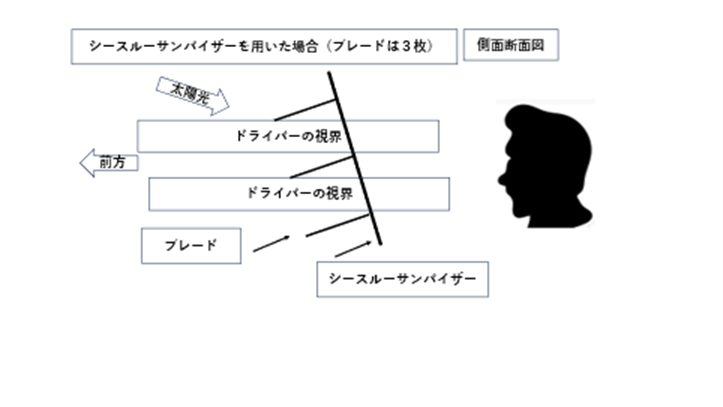 シースルーサンバイザーを用いた場合（ブレードは３枚）
側面断面図
太陽光
ドライバーの視界
前方
ドライバーの視界
ブレード
シースルーサンバイザー